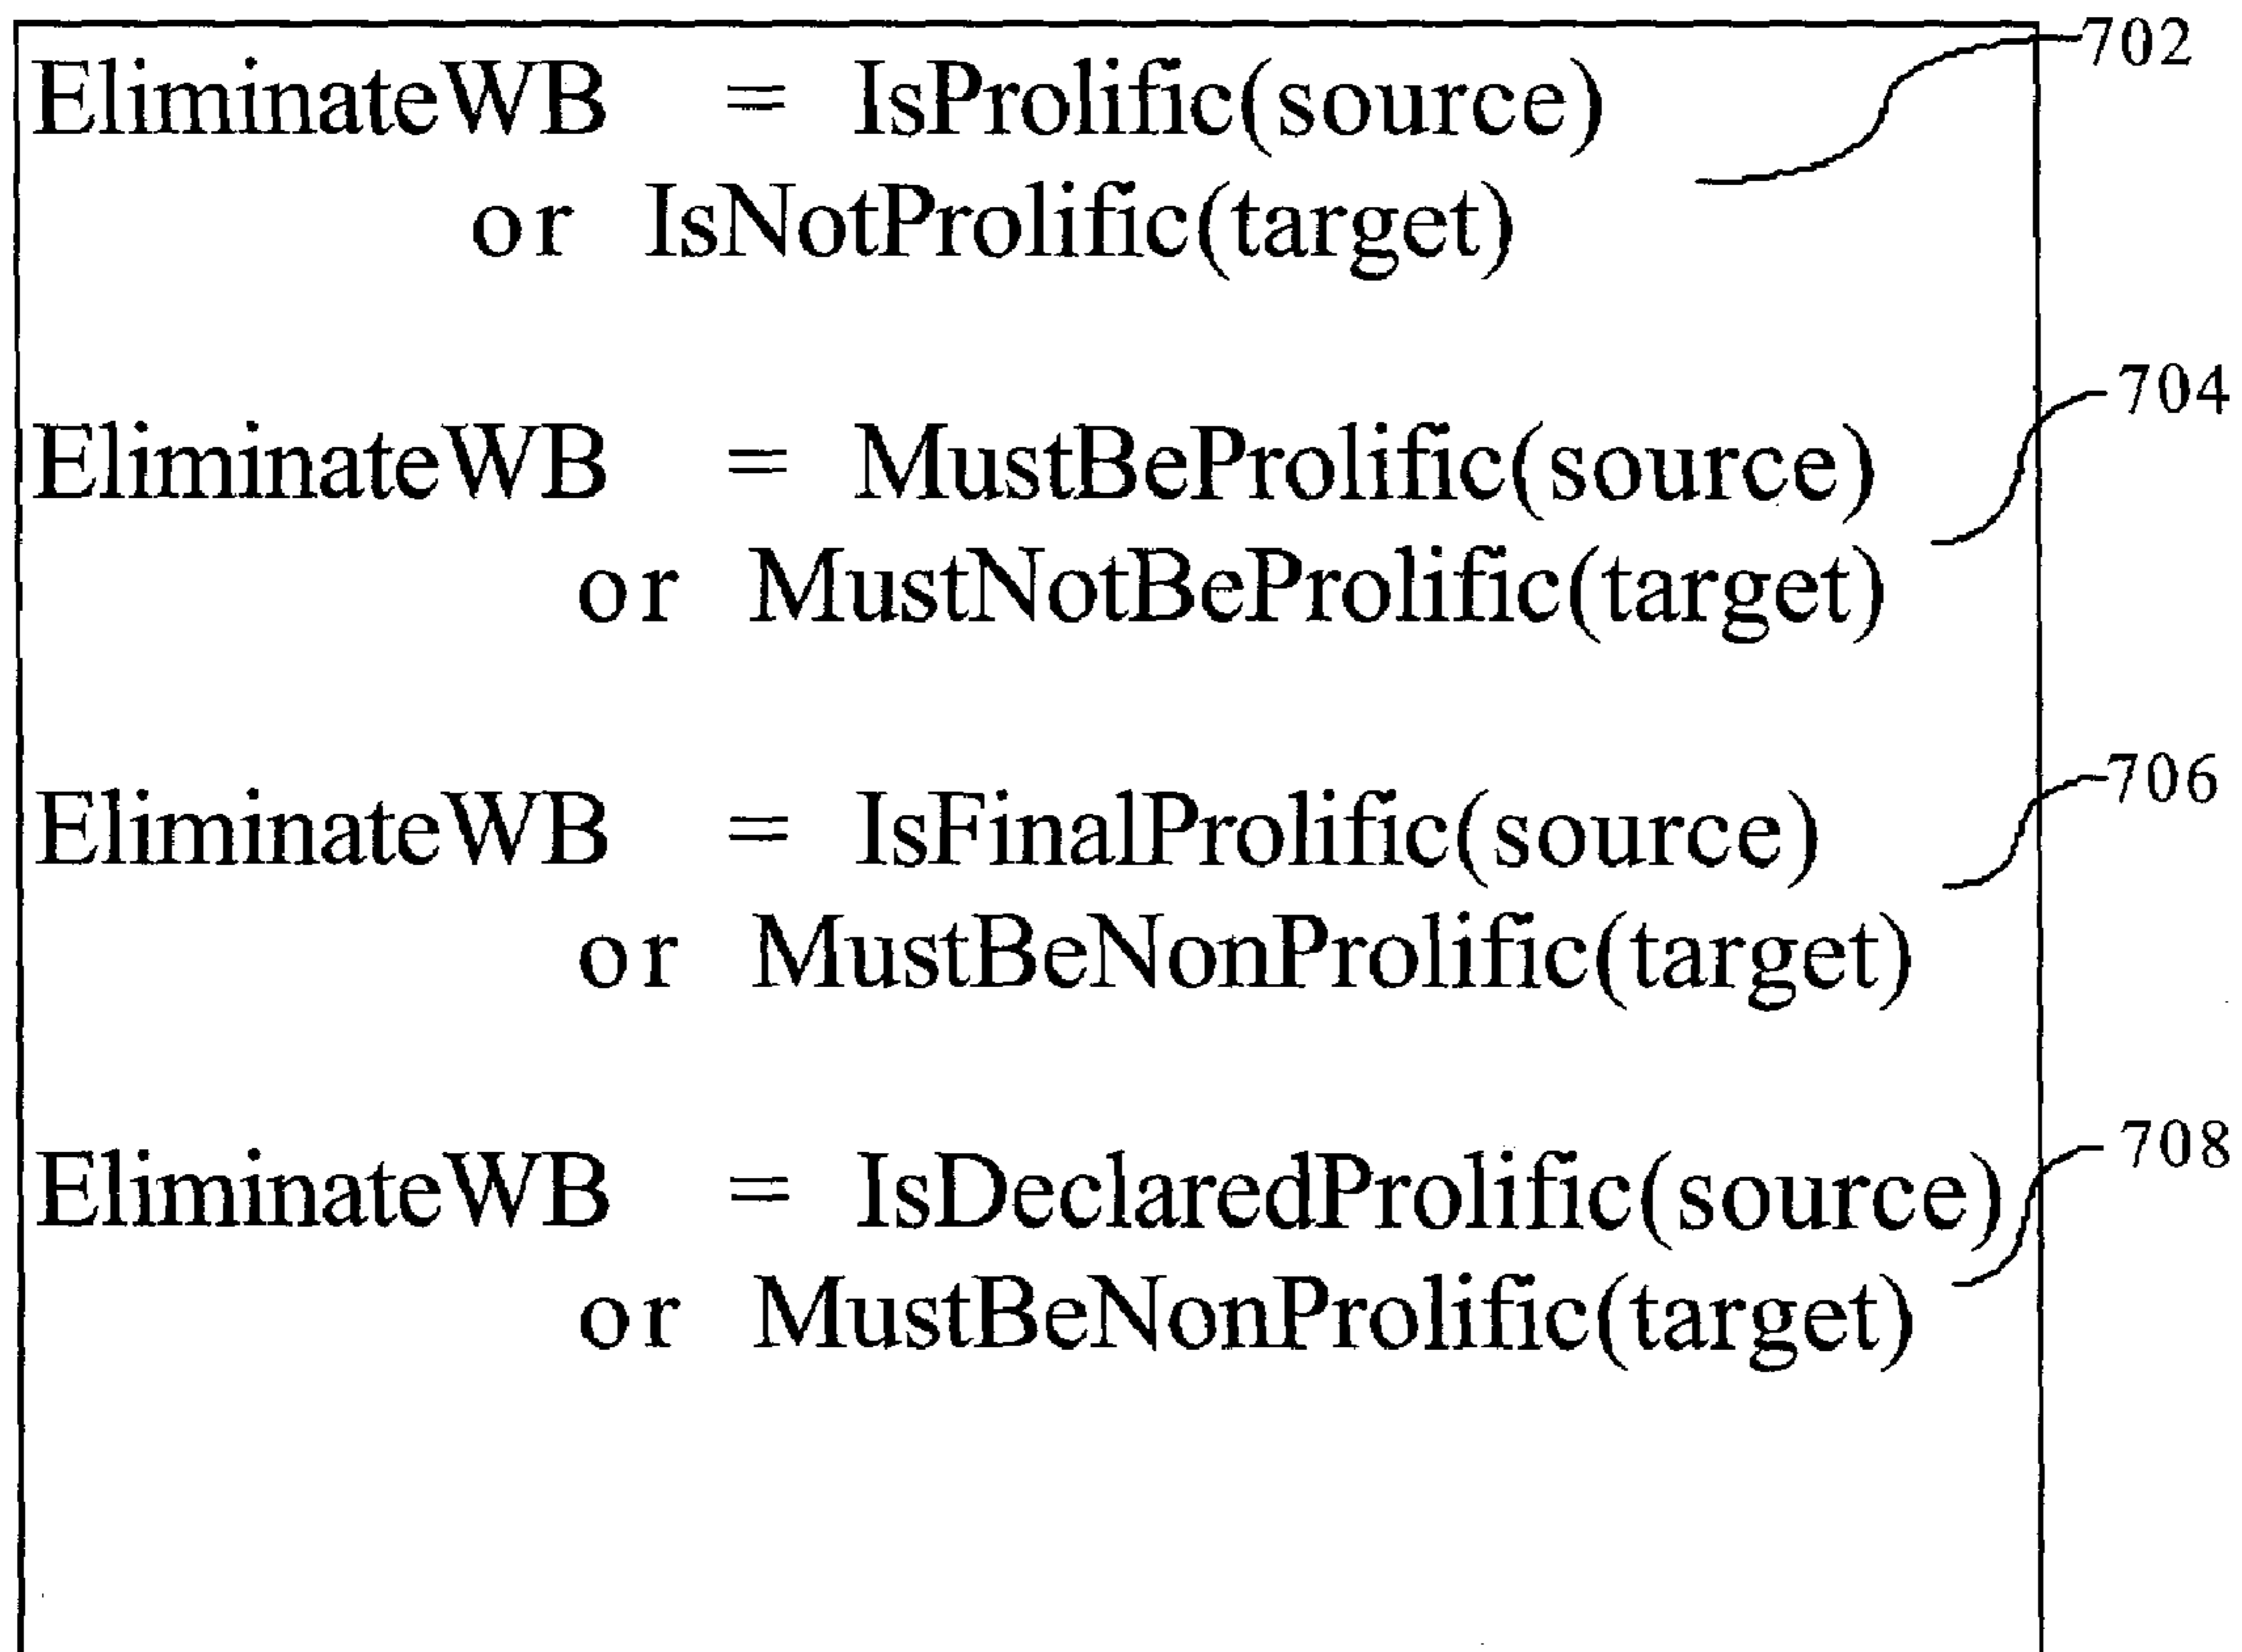 EliminateWB = IsProlific(source) 702
or IsNotProlific(target)
704
EliminateWB = MustBeProlific(source)
or MustNotBeProlific(target)
706
EliminateWB = IsFinalProlific(source)
or MustBeNonProlific(target)
708
EliminateWB = IsDeclaredProlific(source)
or MustBeNonProlific(target)